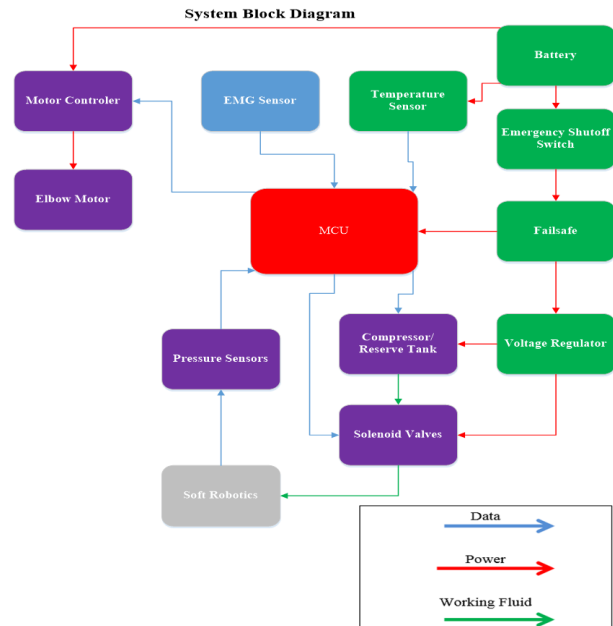 System Block Diagram
Battery
Motor Controler
EMG Sensor
Temperature
Sensor
Emergency Shutoff
Switch
Elbow Motor
MCU
Failsafe
Pressure Sensors
Compressor/
Reserve Tank
Voltage Regulator
Solenoid Valves
Soft Robotics
Data
Power
Working Fluid